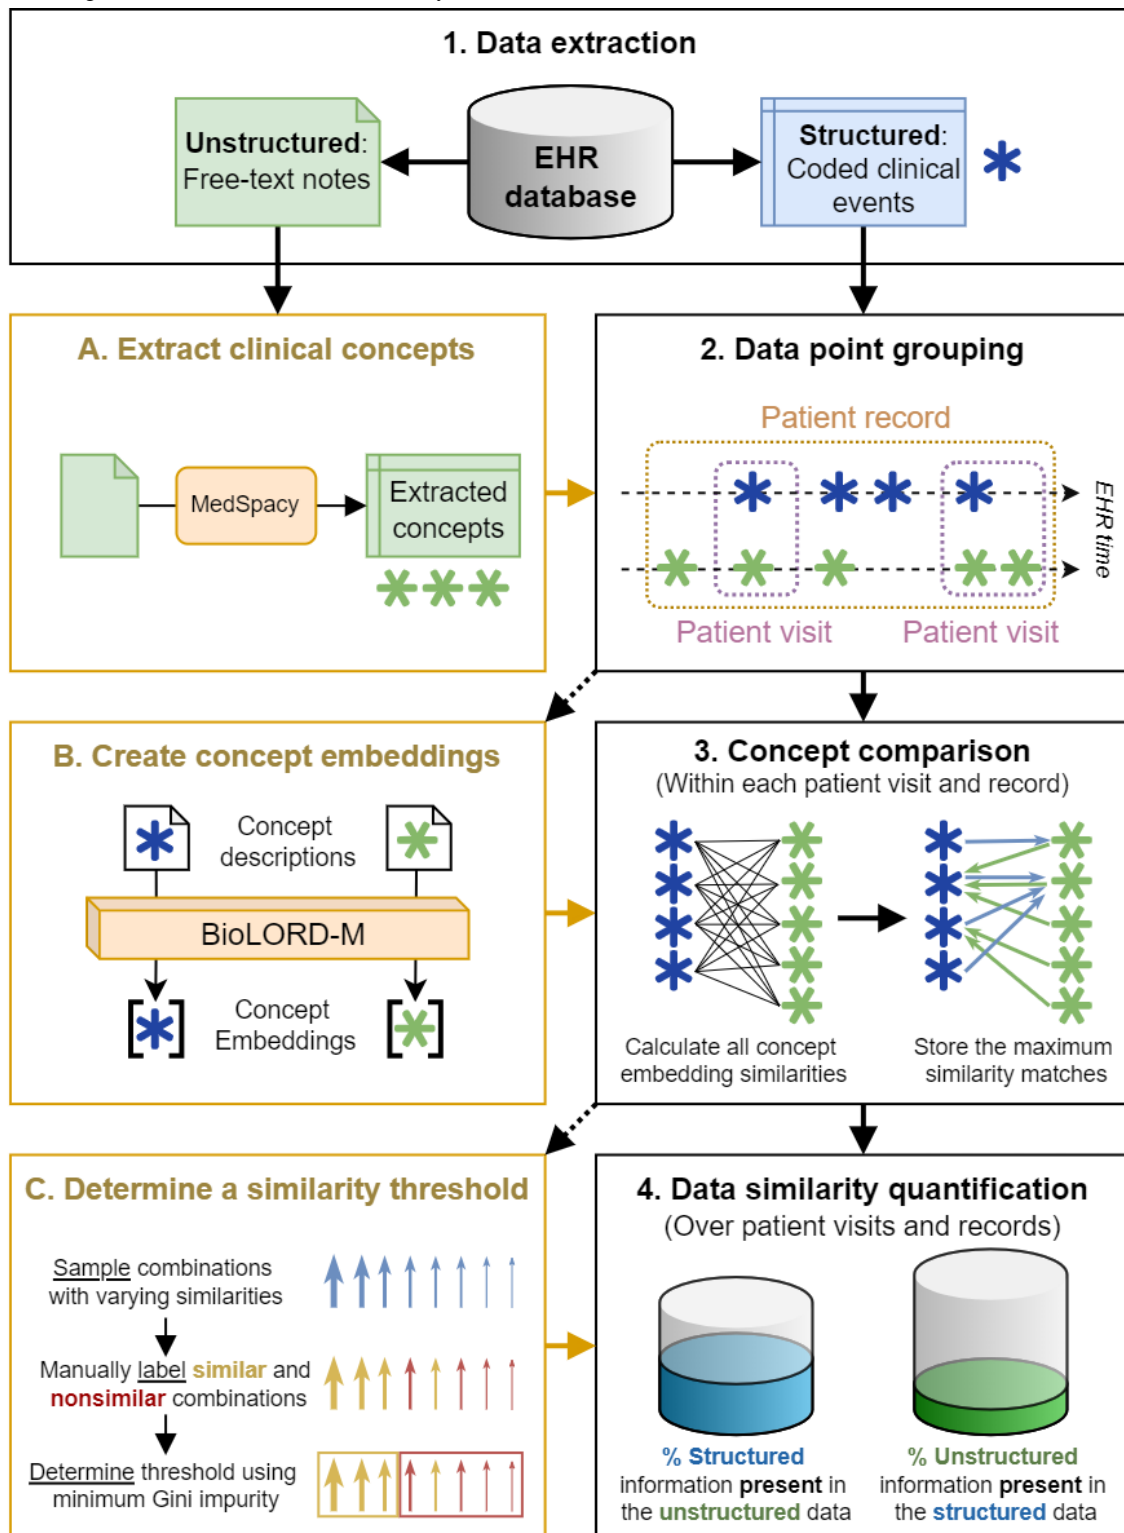 1. Data extraction
Unstructured:
Free-text notes
EHR
database
Structured:
Coded clinical
events
A. Extract clinical concepts
MedSpacy
Extracted
concepts
2. Data point grouping
Patient record
EHR time
Patient visit
Patient visit
B. Create concept embeddings
Concept
descriptions
BioLORD-M
Concept
Embeddings
3. Concept comparison
(Within each patient visit and record)
Calculate all concept
embedding similarities
Store the maximum
similarity matches
C. Determine a similarity threshold
Sample combinations
with varying similarities
Manually label similar and
nonsimilar combinations
Determine threshold using
minimum Gini impurity
4. Data similarity quantification
(Over patient visits and records)
% Structured
information present in
the unstructured data
% Unstructured
information present in
the structured data